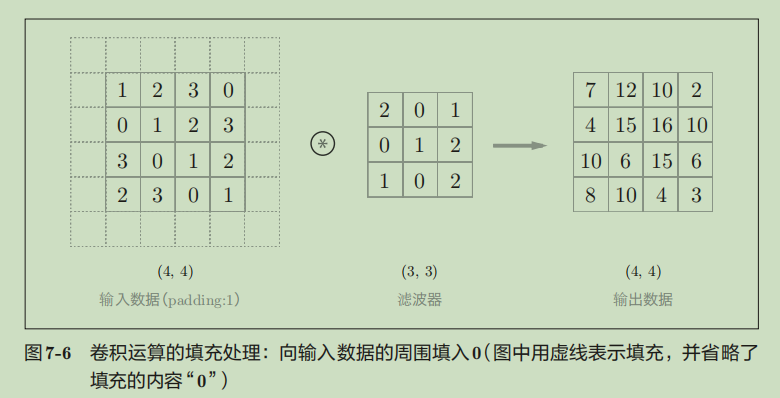 1 2 3 0
0 1 2 3
3 0 1 2
2 3 0 1
(4, 4)
输入数据(padding:1)
*
2 0 1
0 1 2
1 0 2
(3, 3)
滤波器
7 12 10 2
4 15 16 10
10 6 15 6
8 10 4 3
(4, 4)
输出数据
图7-6 卷积运算的填充处理：向输入数据的周围填入0(图中用虚线表示填充，并省略了
填充的内容“0”)